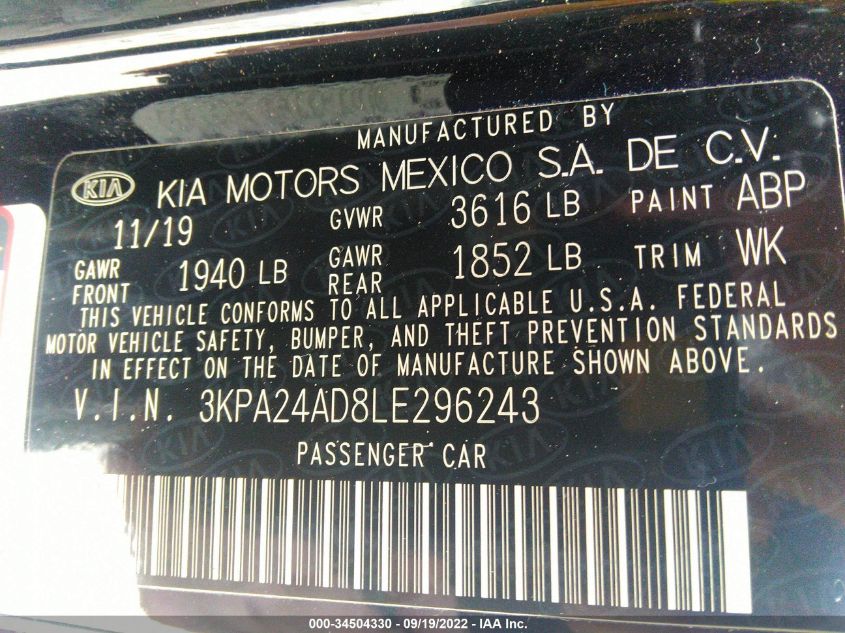 MANUFACTURED BY
KIA KIA MOTORS MEXICO S.A. DE C.V.
11/19 GVWR 3616 LB PAINT ABP
GAWR FRONT 1940 LB GAWR REAR 1852 LB TRIM WK
THIS VEHICLE CONFORMS TO ALL APPLICABLE U.S.A. FEDERAL
MOTOR VEHICLE SAFETY, BUMPER, AND THEFT PREVENTION STANDARDS
IN EFFECT ON THE DATE OF MANUFACTURE SHOWN ABOVE.
V.I.N. 3KPA24AD8LE296243
PASSENGER CAR
000-34504330 - 09/19/2022 - IAA Inc.